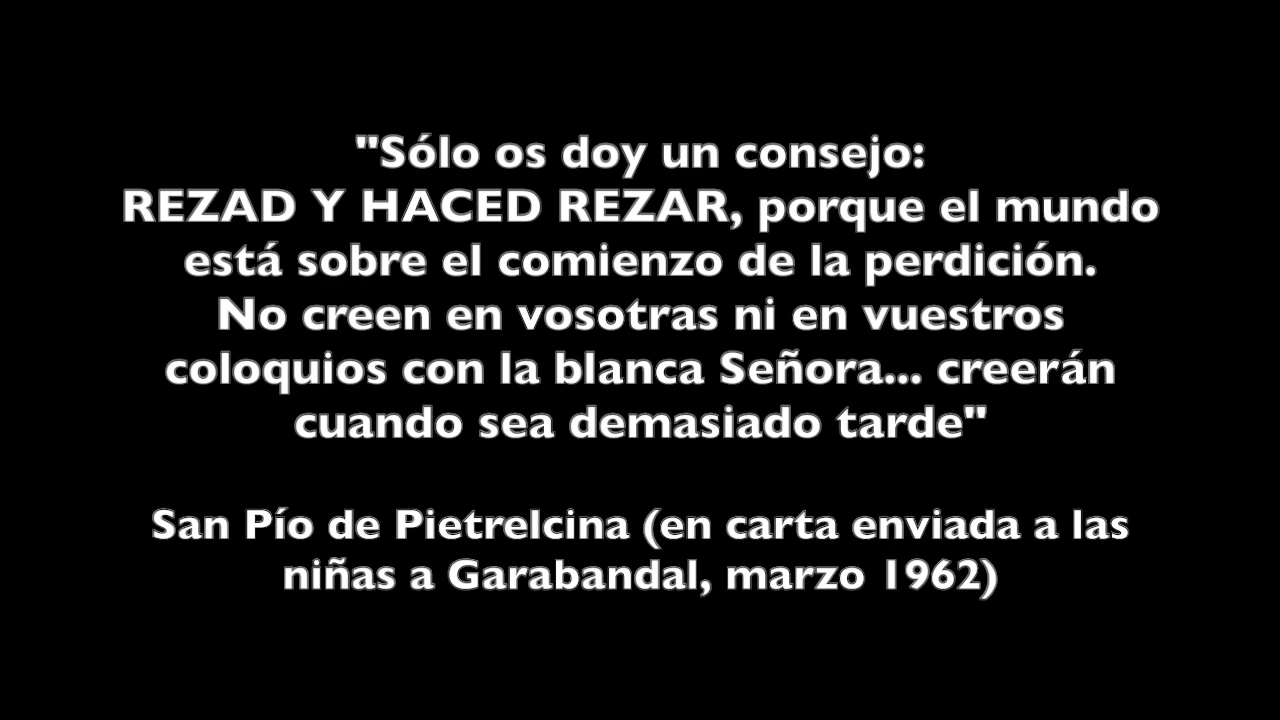 "Sólo os doy un consejo:
REZAD Y HACED REZAR, porque el mundo
está sobre el comienzo de la perdición.
No creen en vosotras ni en vuestros
coloquios con la blanca Señora... creerán
cuando sea demasiado tarde"
San Pío de Pietrelcina (en carta enviada a las
niñas a Garabandal, marzo 1962)